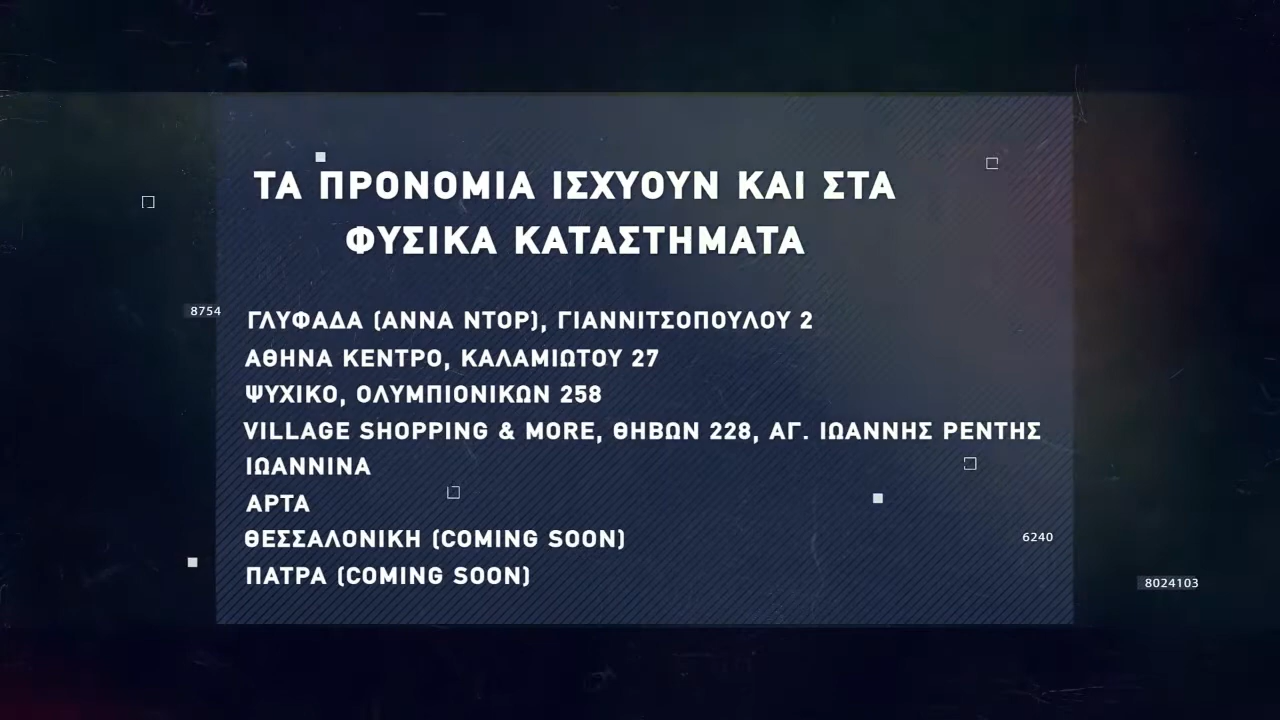 ΤΑ ΠΡΟΝΟΜΙΑ ΙΣΧΥΟΥΝ ΚΑΙ ΣΤΑ
ΦΥΣΙΚΑ ΚΑΤΑΣΤΗΜΑΤΑ
8754
ΓΛΥΦΑΔΑ (ΑΝΝΑ ΝΤΟΡ), ΓΙΑΝΝΙΤΣΟΠΟΥΛΟΥ 2
ΑΘΗΝΑ ΚΕΝΤΡΟ, ΚΑΛΑΜΙΩΤΟΥ 27
ΨΥΧΙΚΟ, ΟΛΥΜΠΙΟΝΙΚΩΝ 258
VILLAGE SHOPPING & MORE, ΘΗΒΩΝ 228, ΑΓ. ΙΩΑΝΝΗΣ ΡΕΝΤΗΣ
ΙΩΑΝΝΙΝΑ
ΑΡΤΑ
ΘΕΣΣΑΛΟΝΙΚΗ (COMING SOON)
6240
ΠΑΤΡΑ (COMING SOON)
8024103